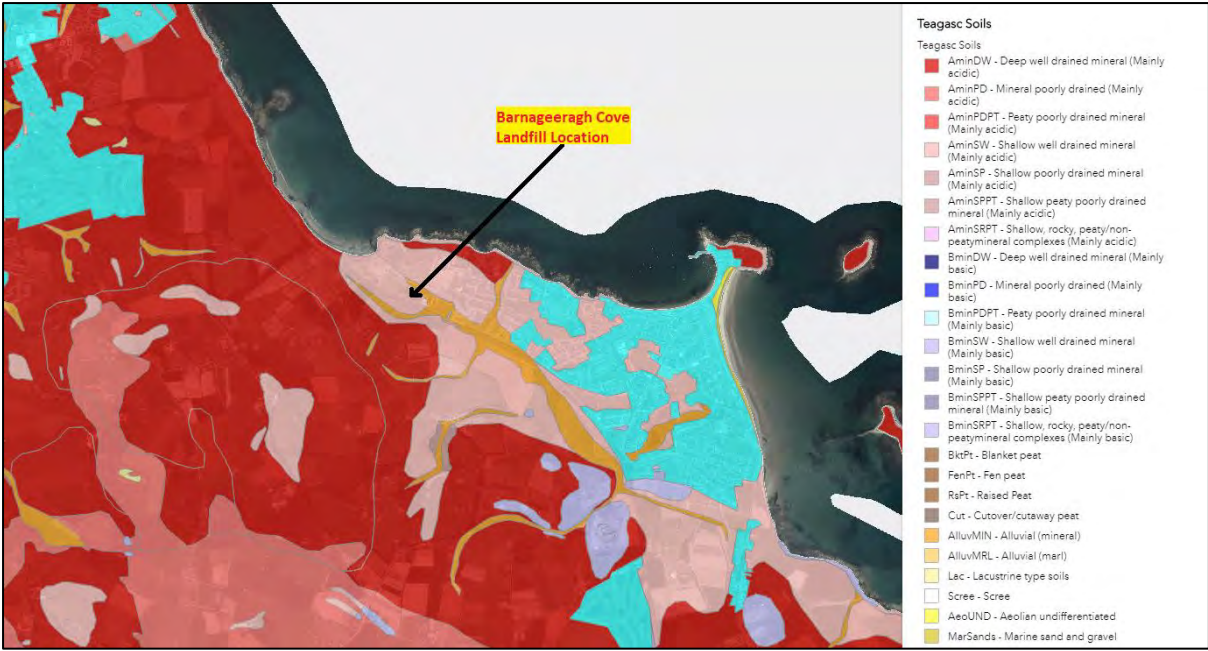 Barnageeragh Cove
Landfill Location
Teagasc Soils
Teagasc Soils
AminDW - Deep well drained mineral (Mainly
acidic)
AminPD - Mineral poorly drained (Mainly
acidic)
AminPDPT - Peaty poorly drained mineral
(Mainly acidic)
AminSW - Shallow well drained mineral
(Mainly acidic)
AminSP - Shallow poorly drained mineral
(Mainly acidic)
AminSPPT - Shallow peaty poorly drained
mineral (Mainly acidic)
AminSRPT - Shallow, rocky, peaty/non-
peatymineral complexes (Mainly acidic)
BminDW - Deep well drained mineral (Mainly
basic)
BminPD - Mineral poorly drained (Mainly
basic)
BminPDPT - Peaty poorly drained mineral
(Mainly basic)
BminSW - Shallow well drained mineral
(Mainly basic)
BminSP - Shallow poorly drained mineral
(Mainly basic)
BminSPPT - Shallow peaty poorly drained
mineral (Mainly basic)
BminSRPT - Shallow, rocky, peaty/non-
peatymineral complexes (Mainly basic)
BktPt - Blanket peat
FenPt - Fen peat
RsPt - Raised Peat
Cut - Cutover/cutaway peat
AlluvMIN - Alluvial (mineral)
AlluvMRL - Alluvial (marl)
Lac - Lacustrine type soils
Scree - Scree
AeoUND - Aeolian undifferentiated
MarSands - Marine sand and gravel